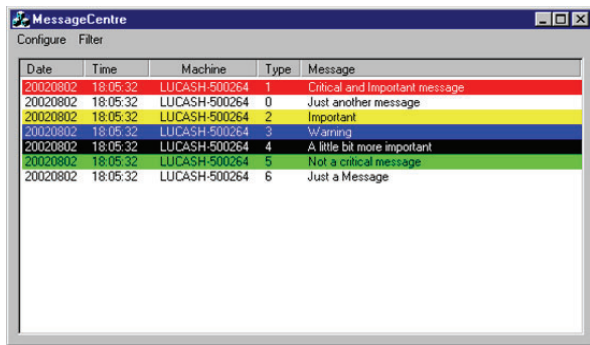 MessageCentre
Configure Filter
Date Time Machine Type Message
20020802 18:05:32 LUCASH-500264 1 Critical and Important message
20020802 18:05:32 LUCASH-500264 0 Just another message
20020802 18:05:32 LUCASH-500264 2 Important
20020802 18:05:32 LUCASH-500264 3 Warning
20020802 18:05:32 LUCASH-500264 4 A little bit more important
20020802 18:05:32 LUCASH-500264 5 Not a critical message
20020802 18:05:32 LUCASH-500264 6 Just a Message